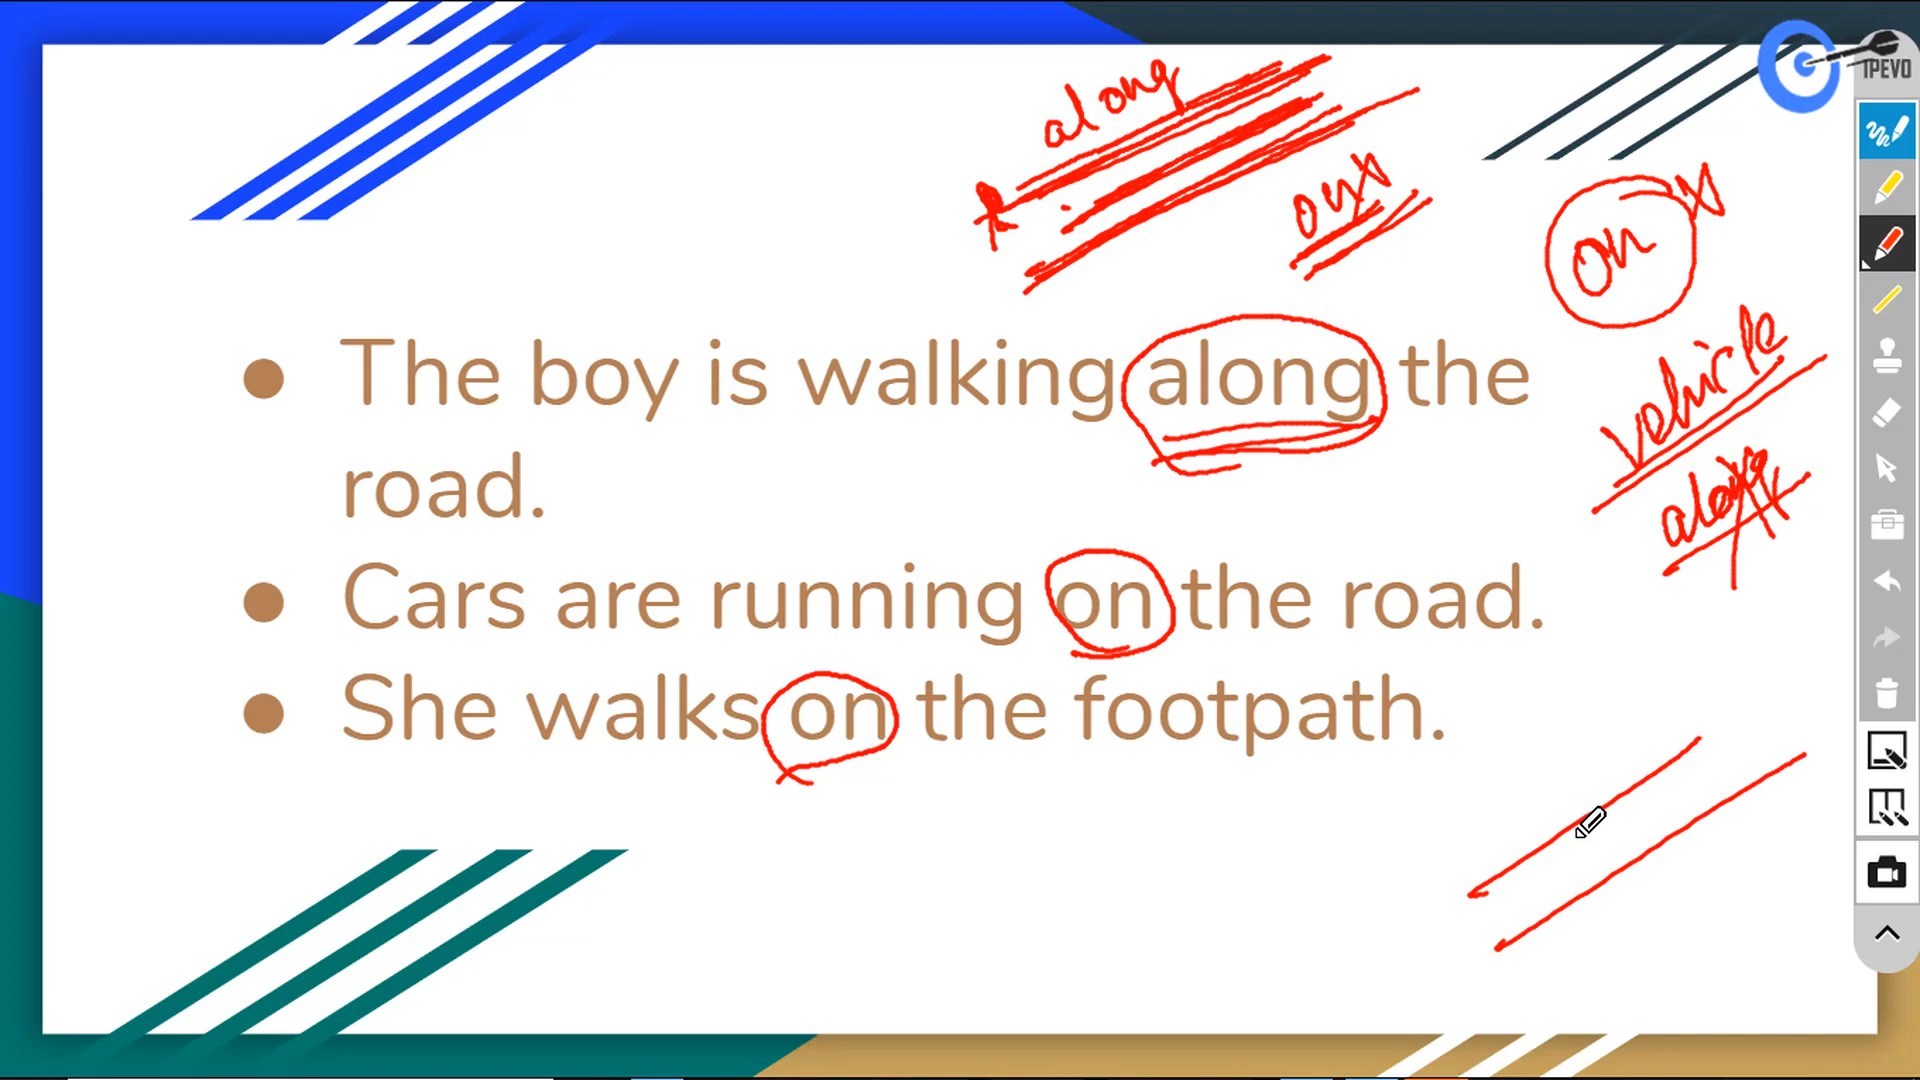 IPEVO
along
on
on
● The boy is walking along the
road.
vehicle
along
● Cars are running on the road.
● She walks on the footpath.